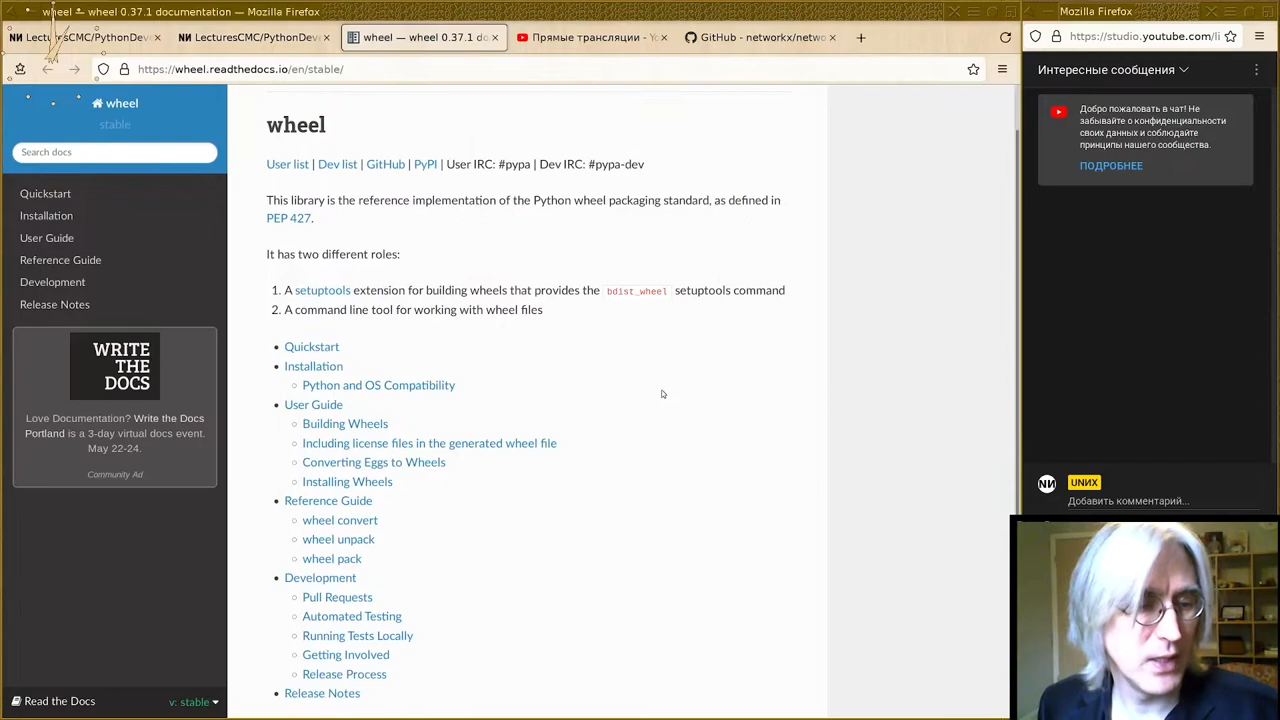 wheel — wheel 0.37.1 documentation — Mozilla Firefox
Mozilla Firefox
LecturesCMC/PythonDeve
LecturesCMC/PythonDeve
wheel — wheel 0.37.1 do
Прямые трансляции - Yo
GitHub - networkx/netwo
https://studio.youtube.com/li
https://wheel.readthedocs.io/en/stable/
Интересные сообщения
wheel
stable
Search docs
Quickstart
Installation
User Guide
Reference Guide
Development
Release Notes
WRITE
THE
DOCS
Love Documentation? Write the Docs
Portland is a 3-day virtual docs event.
May 22-24.
Community Ad
Read the Docs
v: stable
wheel
User list | Dev list | GitHub | PyPI | User IRC: #pypa | Dev IRC: #pypa-dev
This library is the reference implementation of the Python wheel packaging standard, as defined in
PEP 427.
It has two different roles:
1. A setuptools extension for building wheels that provides the bdist_wheel setuptools command
2. A command line tool for working with wheel files
Quickstart
Installation
Python and OS Compatibility
User Guide
Building Wheels
Including license files in the generated wheel file
Converting Eggs to Wheels
Installing Wheels
Reference Guide
wheel convert
wheel unpack
wheel pack
Development
Pull Requests
Automated Testing
Running Tests Locally
Getting Involved
Release Process
Release Notes
Добро пожаловать в чат! Не
забывайте о конфиденциальности
своих данных и соблюдайте
принципы нашего сообщества.
ПОДРОБНЕЕ
UNИX
Добавить комментарий...